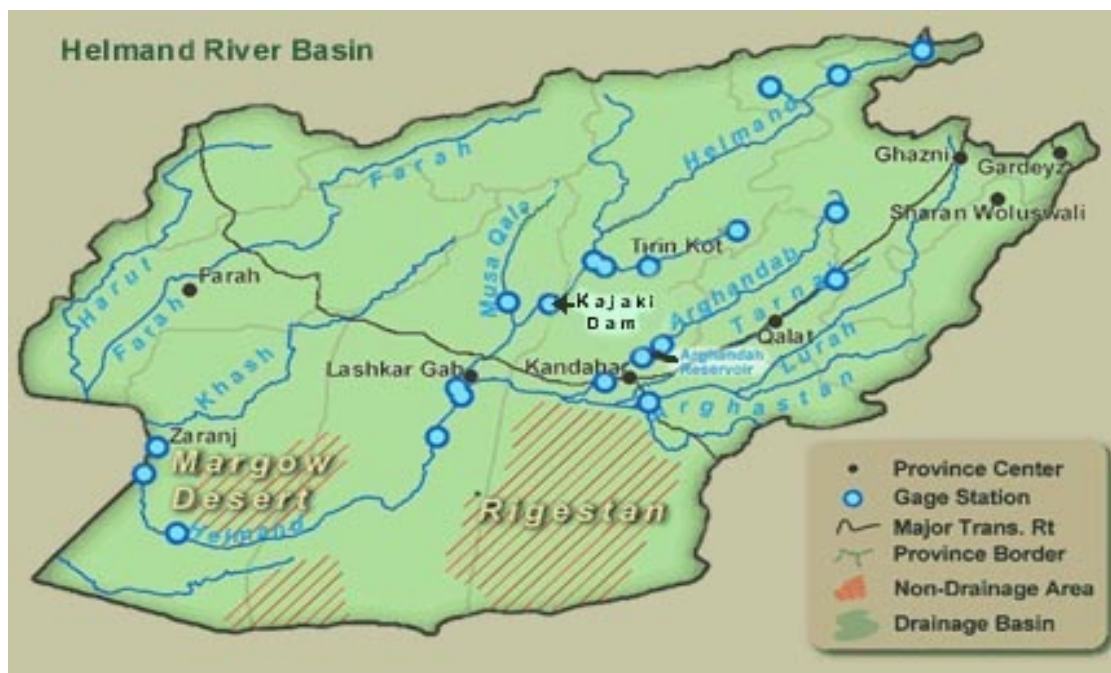 Helmand River Basin
Helmand
Farah
Ghazni
Gardeyz
Sharan Woluswali
Musa Qale
Tirin Kot
Harut
Farah
Farah
Kajaki
Dam
Arghandab
Tarnak
Qalat
Lurah
Khash
Lashkar Gah
Kandahar
Arghandah
Reservoir
Arghastan
Zaranj
Margow
Desert
Rigestan
Helmand
Province Center
Gage Station
Major Trans. Rt
Province Border
Non-Drainage Area
Drainage Basin